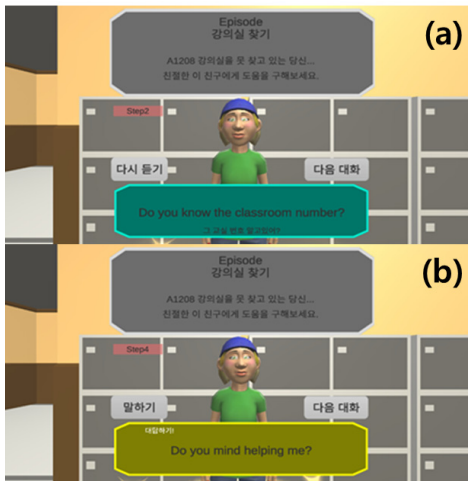 (a)
Episode
강의실 찾기
A1208 강의실을 못 찾고 있는 당신...
친절한 이 친구에게 도움을 구해보세요.
Step2
다시 듣기
다음 대화
Do you know the classroom number?
그 교실 번호 알고있어?
(b)
Episode
강의실 찾기
A1208 강의실을 못 찾고 있는 당신...
친절한 이 친구에게 도움을 구해보세요.
Step4
말하기
다음 대화
대답하기!
Do you mind helping me?